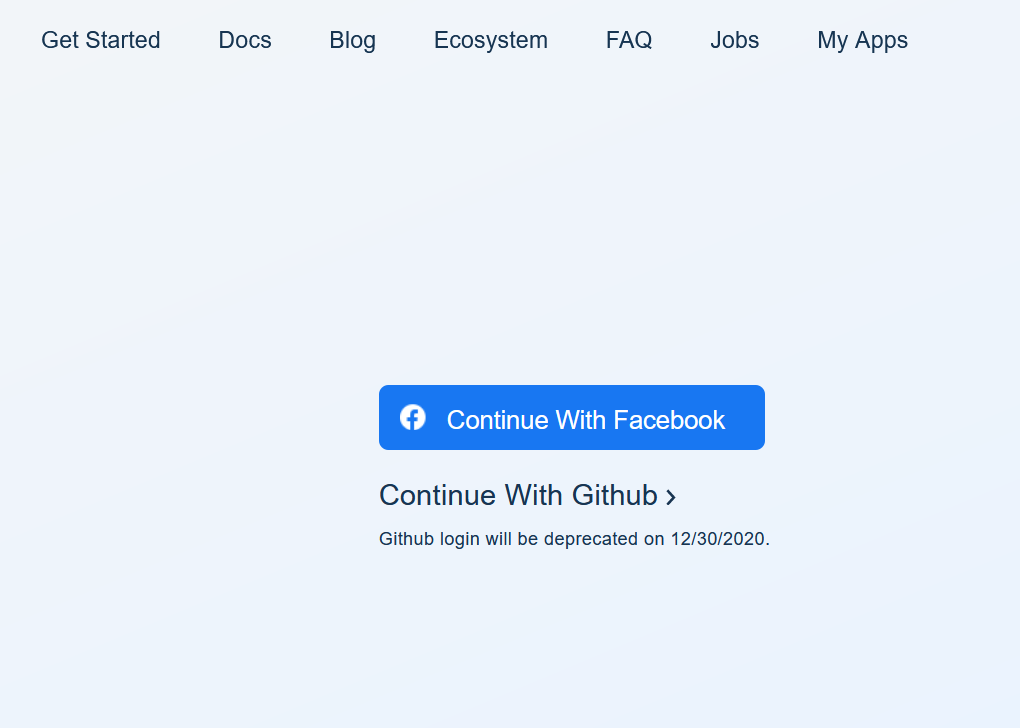 Get Started Docs Blog Ecosystem FAQ Jobs My Apps
Continue With Facebook
Continue With Github ›
Github login will be deprecated on 12/30/2020.